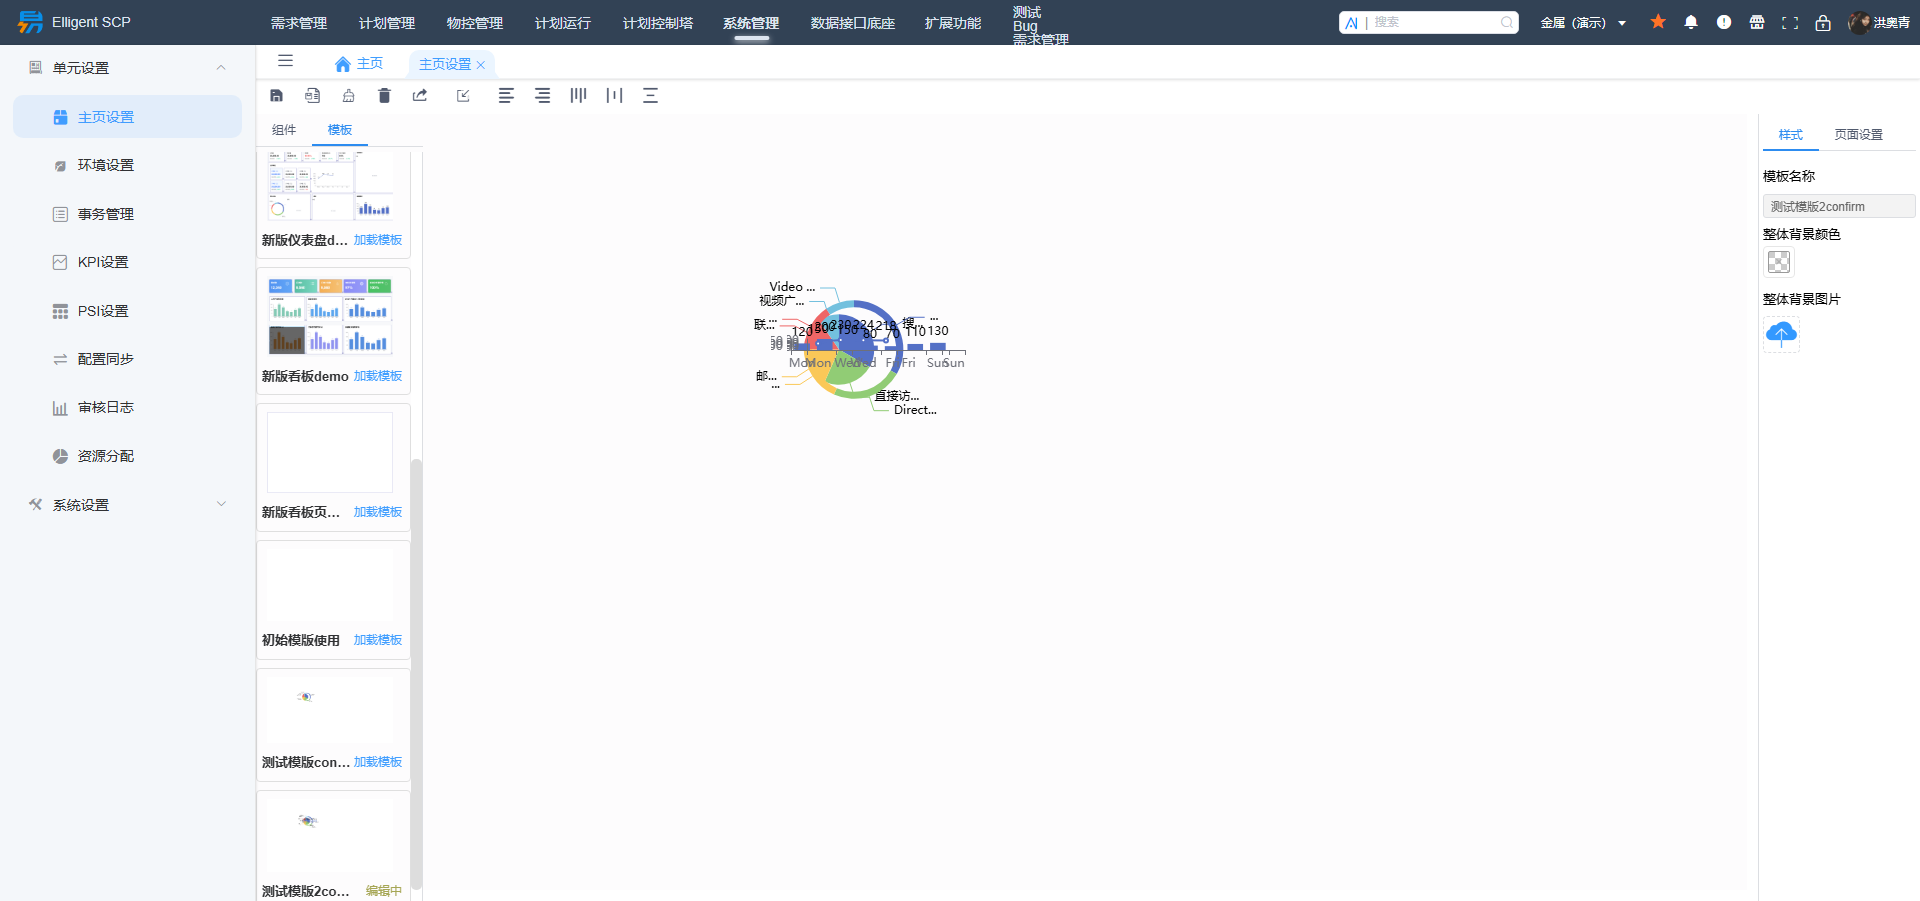 Elligent SCP
需求管理
计划管理
物控管理
计划运行
计划控制塔
系统管理
数据接口底座
扩展功能
测试
Bug
需求管理
搜索
金属（演示）
洪奥青
单元设置
主页设置
环境设置
事务管理
KPI设置
PSI设置
配置同步
审核日志
资源分配
系统设置
主页
主页设置
组件
模板
新版仪表盘d... 加载模板
新版看板demo 加载模板
新版看板页... 加载模板
初始模版使用 加载模板
测试模版con... 加载模板
测试模版2co... 编辑中
Video ...
视频广...
联...
邮...
...
搜...
...
120 200 150 80 70 110 130
230 224 218
Mon Wed Fri Sun
直接访...
Direct...
样式
页面设置
模板名称
测试模版2confirm
整体背景颜色
整体背景图片